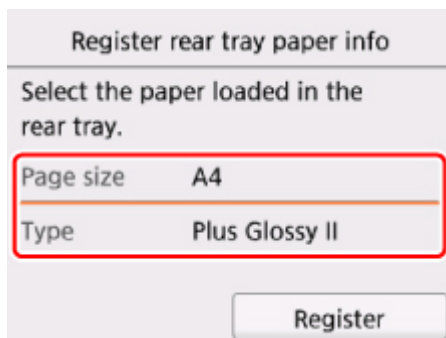 Register rear tray paper info
Select the paper loaded in the
rear tray.
Page size A4
Type Plus Glossy II
Register